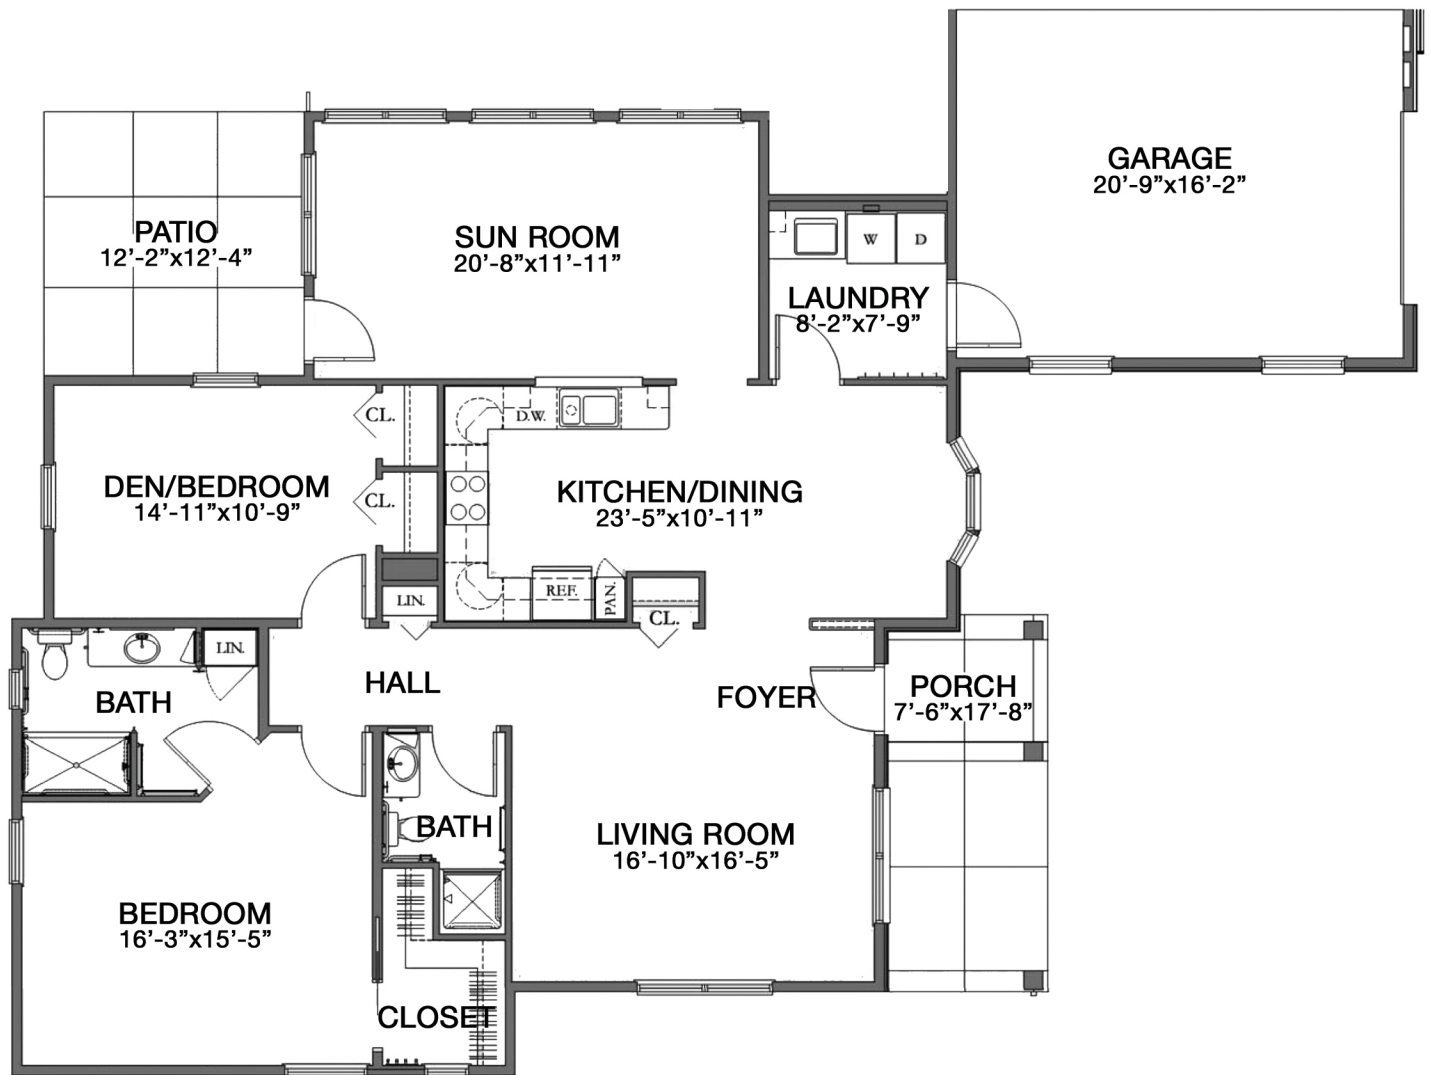 GARAGE
20'-9"x16'-2"
PATIO
12'-2"x12'-4"
SUN ROOM
20'-8"x11'-11"
W
D
LAUNDRY
8'-2"x7'-9"
CL.
D.W.
DEN/BEDROOM
14'-11"x10'-9"
CL.
KITCHEN/DINING
23'-5"x10'-11"
LIN.
REF.
PAN.
CL.
LIN.
BATH
HALL
FOYER
PORCH
7'-6"x17'-8"
BATH
LIVING ROOM
16'-10"x16'-5"
BEDROOM
16'-3"x15'-5"
CLOSET